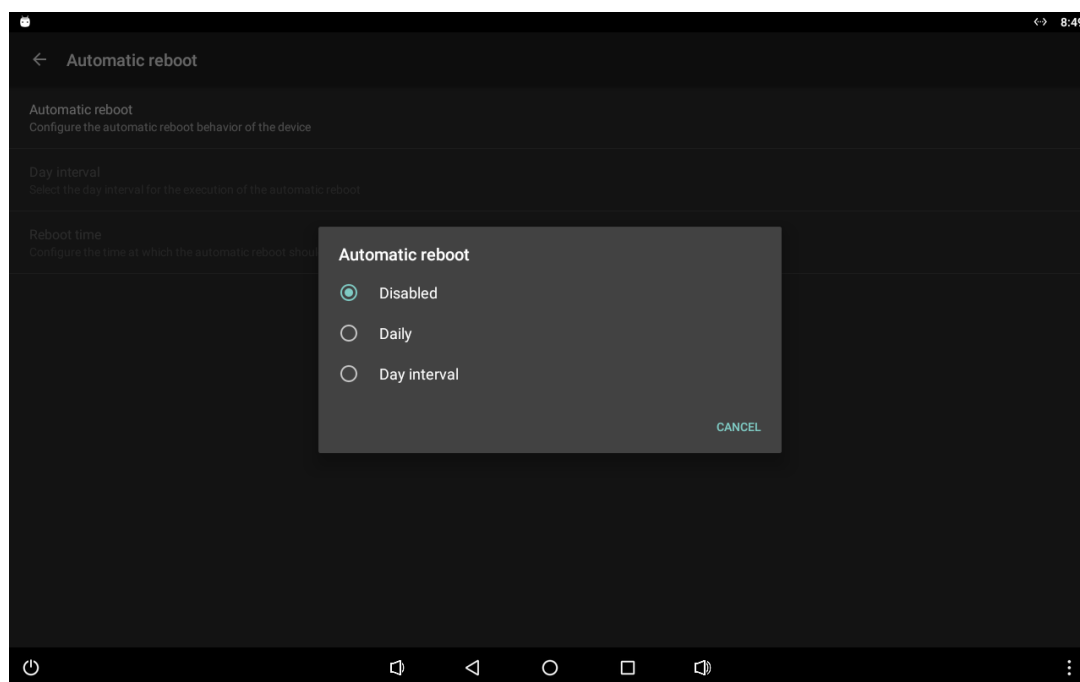 8:49
Automatic reboot
Automatic reboot
Configure the automatic reboot behavior of the device
Day interval
Select the day interval for the execution of the automatic reboot
Reboot time
Configure the time at which the automatic reboot shou
Automatic reboot
Disabled
Daily
Day interval
CANCEL